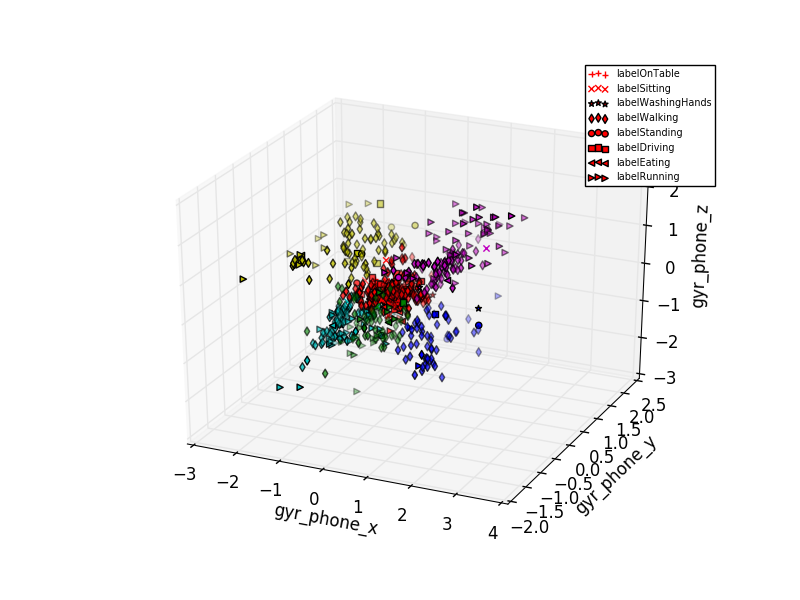 labelOnTable
labelSitting
labelWashingHands
labelWalking
labelStanding
labelDriving
labelEating
labelRunning
2
1
0
−1
−2
−3
gyr_phone_z
2.5
2.0
1.5
1.0
0.5
0.0
−0.5
−1.0
−1.5
−2.0
gyr_phone_y
−3
−2
−1
0
1
2
3
4
gyr_phone_x